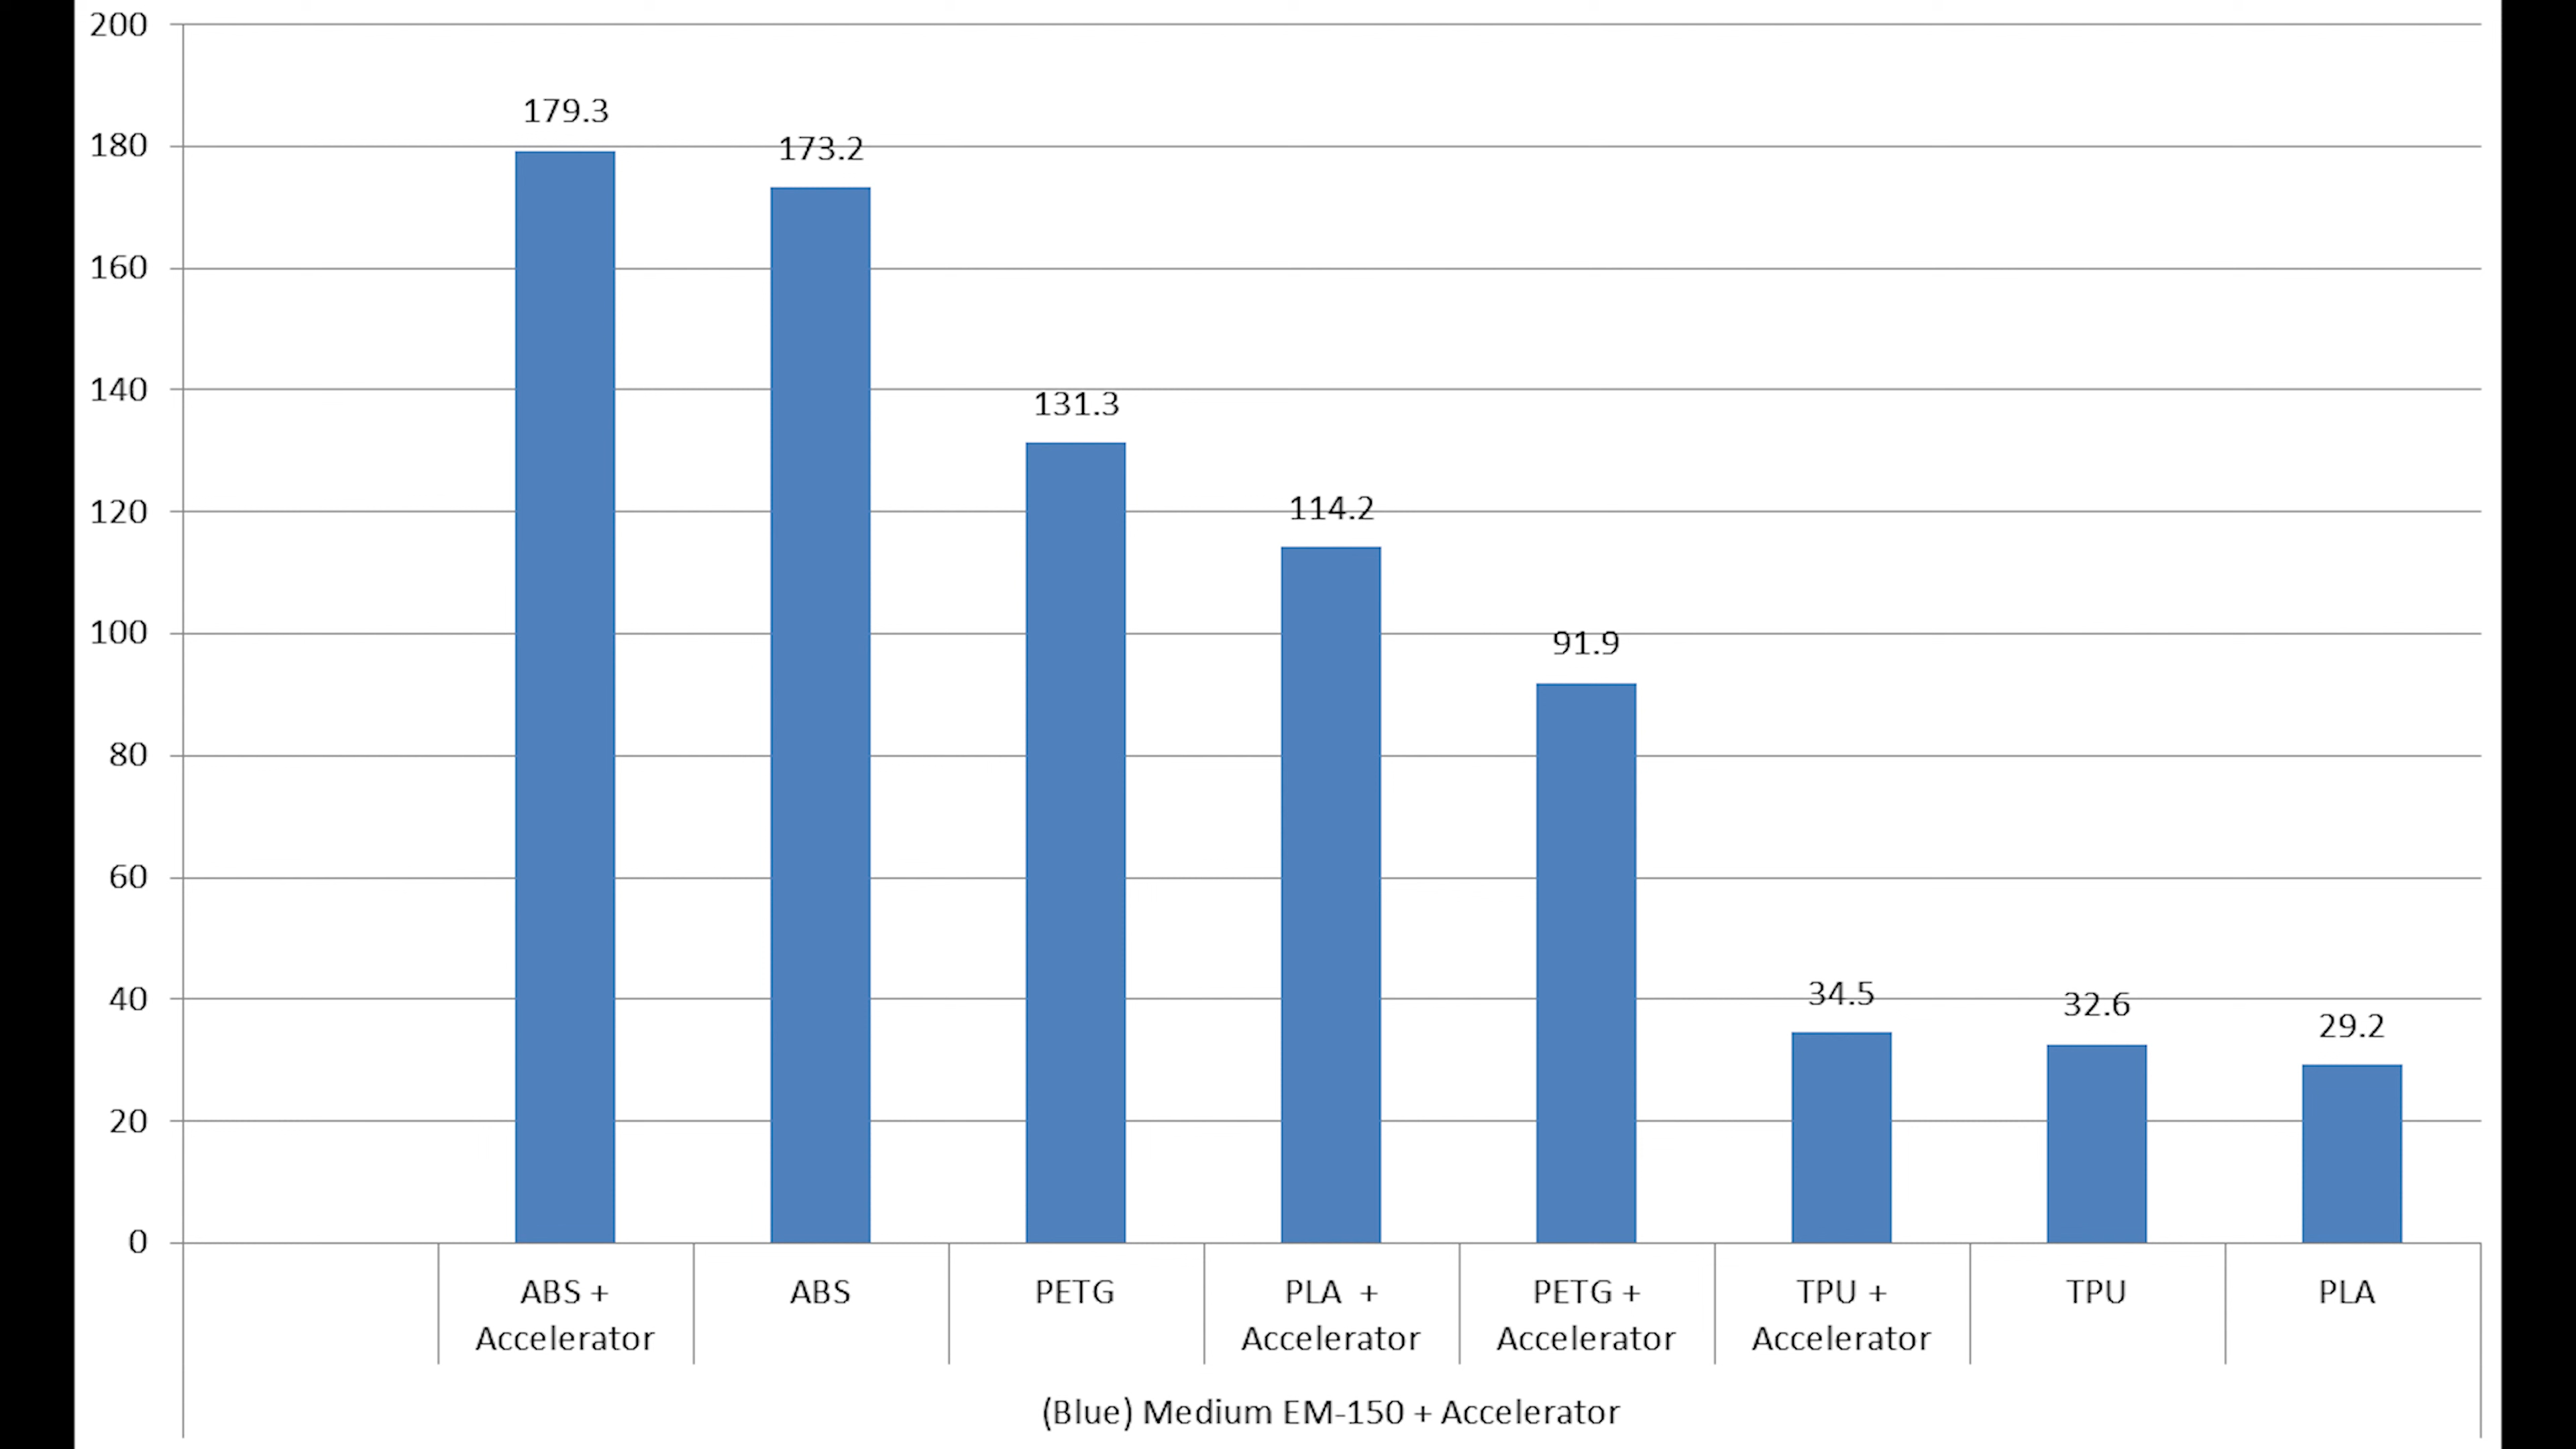 200
180
160
140
120
100
80
60
40
20
0
179.3
173.2
131.3
114.2
91.9
34.5
32.6
29.2
ABS +
Accelerator
ABS
PETG
PLA  +
Accelerator
PETG +
Accelerator
TPU +
Accelerator
TPU
PLA
(Blue) Medium EM-150 + Accelerator